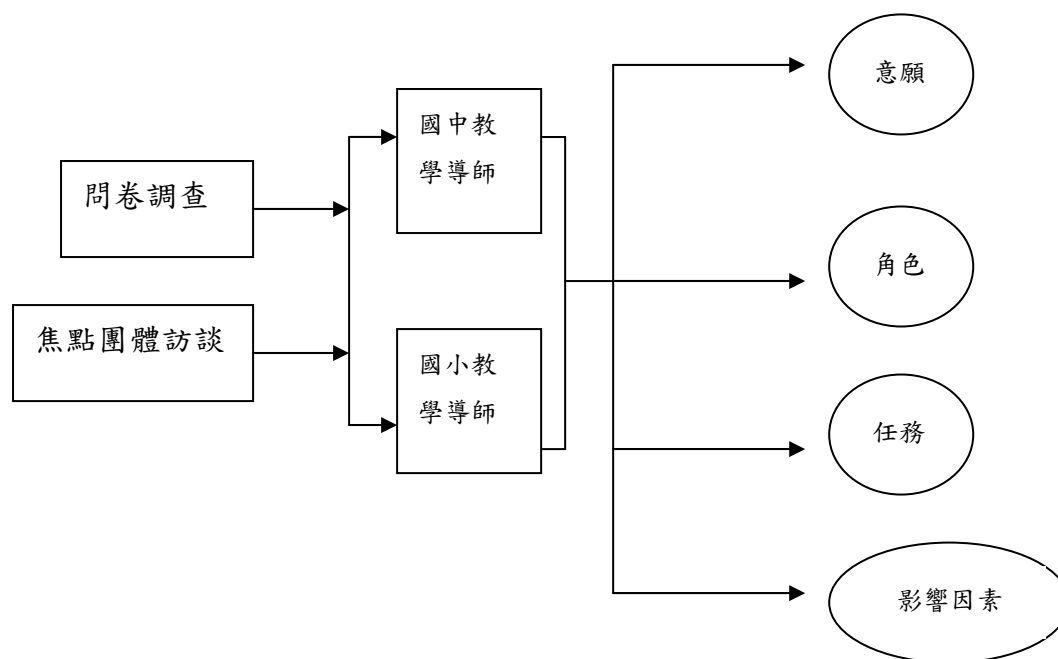 問卷調查
焦點團體訪談
國中教
學導師
國小教
學導師
意願
角色
任務
影響因素